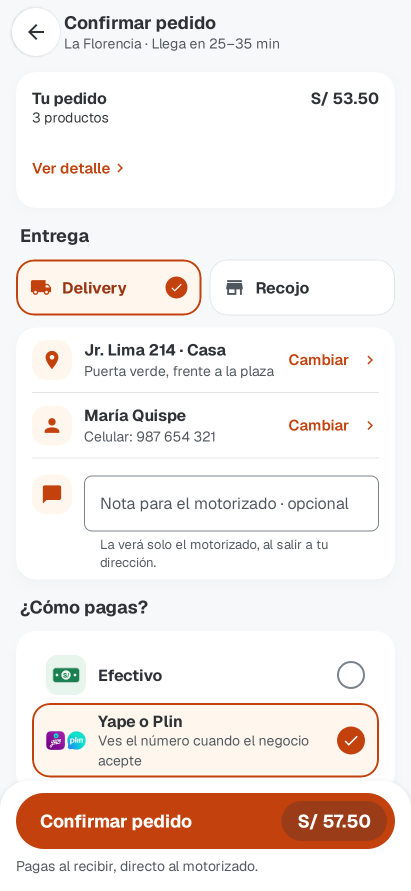 Confirmar pedido
La Florencia · Llega en 25–35 min
Tu pedido
S/ 53.50
3 productos
Ver detalle
Entrega
Delivery
Recojo
Jr. Lima 214 · Casa
Puerta verde, frente a la plaza
Cambiar
María Quispe
Celular: 987 654 321
Cambiar
Nota para el motorizado · opcional
La verá solo el motorizado, al salir a tu
dirección.
¿Cómo pagas?
Efectivo
Yape o Plin
Ves el número cuando el negocio
acepte
plin
Confirmar pedido
S/ 57.50
Pagas al recibir, directo al motorizado.